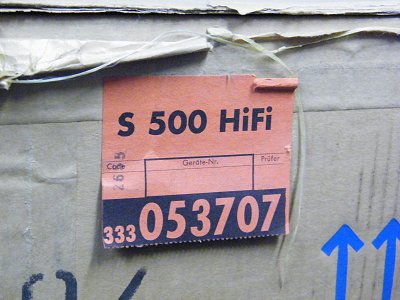 S 500 HiFi
Code Geräte-Nr. Prüfer
333 053707